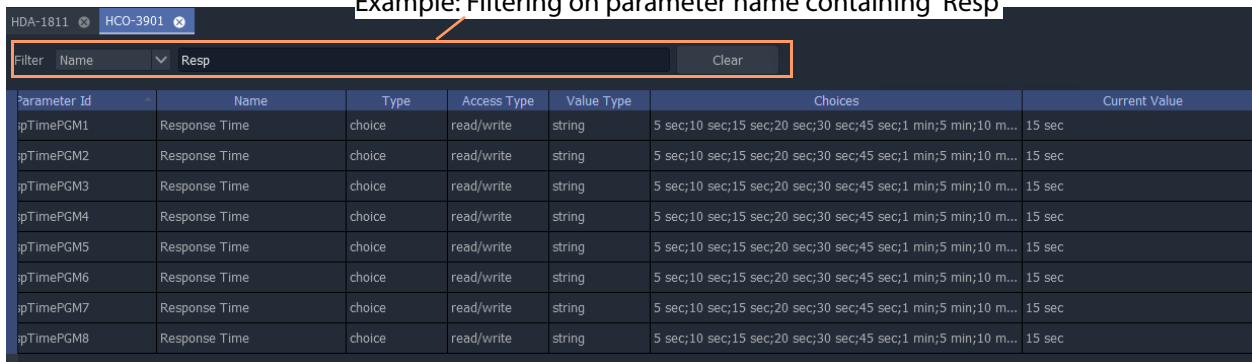 Example: Filtering on parameter name containing 'Resp'
HDA-1811 HCO-3901
Filter Name Resp Clear
Parameter Id Name Type Access Type Value Type Choices Current Value
spTimePGM1 Response Time choice read/write string 5 sec;10 sec;15 sec;20 sec;30 sec;45 sec;1 min;5 min;10 m... 15 sec
spTimePGM2 Response Time choice read/write string 5 sec;10 sec;15 sec;20 sec;30 sec;45 sec;1 min;5 min;10 m... 15 sec
spTimePGM3 Response Time choice read/write string 5 sec;10 sec;15 sec;20 sec;30 sec;45 sec;1 min;5 min;10 m... 15 sec
spTimePGM4 Response Time choice read/write string 5 sec;10 sec;15 sec;20 sec;30 sec;45 sec;1 min;5 min;10 m... 15 sec
spTimePGM5 Response Time choice read/write string 5 sec;10 sec;15 sec;20 sec;30 sec;45 sec;1 min;5 min;10 m... 15 sec
spTimePGM6 Response Time choice read/write string 5 sec;10 sec;15 sec;20 sec;30 sec;45 sec;1 min;5 min;10 m... 15 sec
spTimePGM7 Response Time choice read/write string 5 sec;10 sec;15 sec;20 sec;30 sec;45 sec;1 min;5 min;10 m... 15 sec
spTimePGM8 Response Time choice read/write string 5 sec;10 sec;15 sec;20 sec;30 sec;45 sec;1 min;5 min;10 m... 15 sec